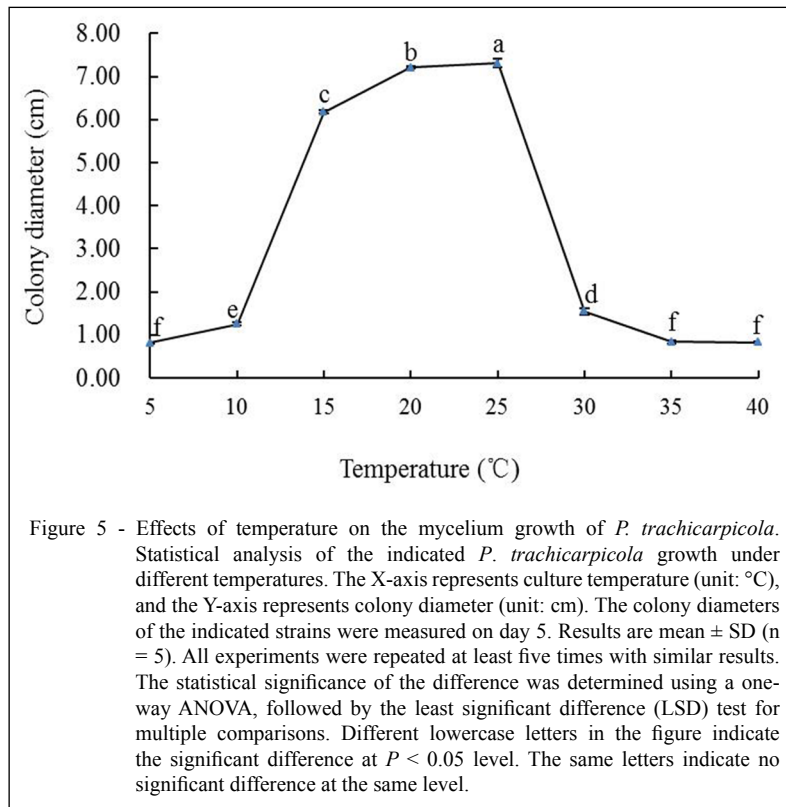 8.00
7.00
6.00
5.00
4.00
3.00
2.00
1.00
0.00
Colony diameter (cm)
f
e
c
b
a
d
f
f
5 10 15 20 25 30 35 40
Temperature (℃)
Figure 5 - Effects of temperature on the mycelium growth of P. trachicarpicola.
Statistical analysis of the indicated P. trachicarpicola growth under
different temperatures. The X-axis represents culture temperature (unit: °C),
and the Y-axis represents colony diameter (unit: cm). The colony diameters
of the indicated strains were measured on day 5. Results are mean ± SD (n
= 5). All experiments were repeated at least five times with similar results.
The statistical significance of the difference was determined using a one-
way ANOVA, followed by the least significant difference (LSD) test for
multiple comparisons. Different lowercase letters in the figure indicate
the significant difference at P < 0.05 level. The same letters indicate no
significant difference at the same level.